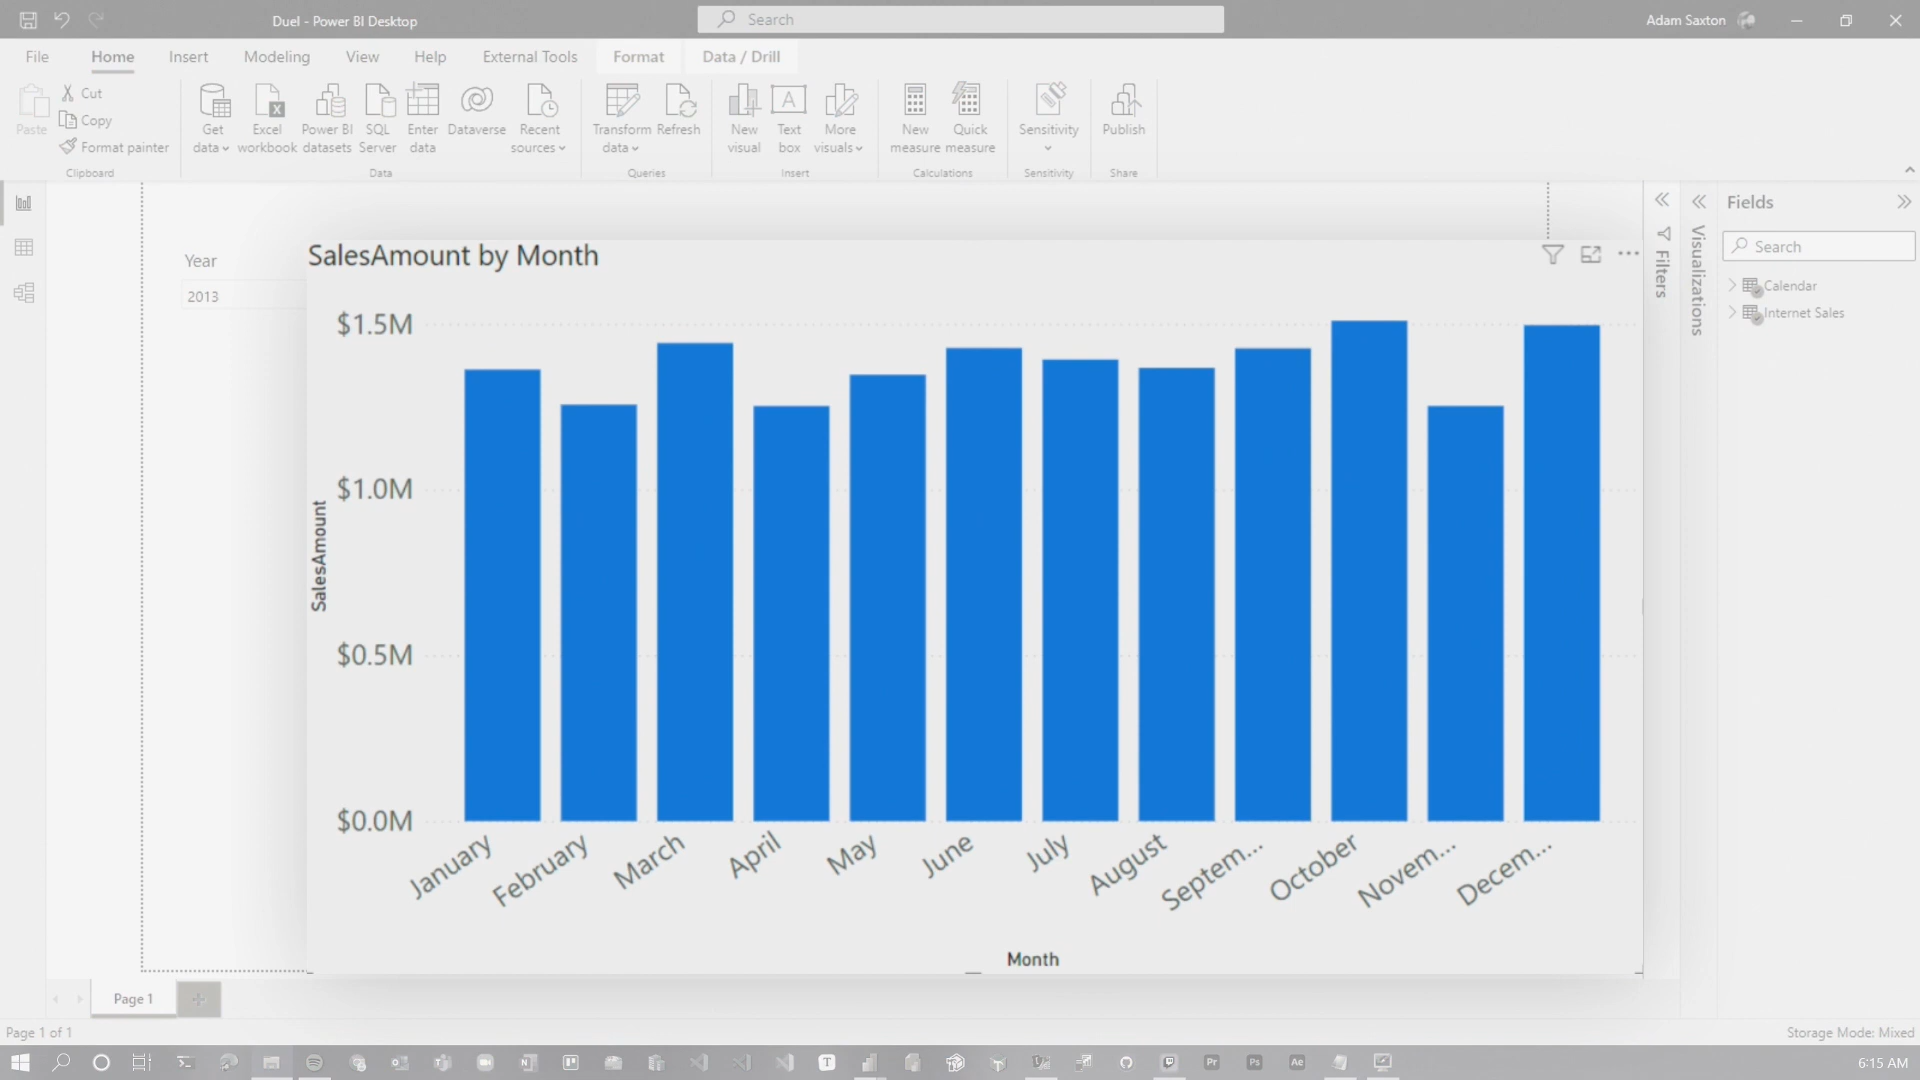 Duel - Power BI Desktop
Search
Adam Saxton
File Home Insert Modeling View Help External Tools Format Data / Drill
Paste
Cut
Copy
Format painter
Clipboard
Get data
Excel workbook
Power BI datasets
SQL Server
Enter data
Dataverse
Recent sources
Data
Transform data
Refresh
Queries
New visual
Text box
More visuals
Insert
New measure
Quick measure
Calculations
Sensitivity
Sensitivity
Publish
Share
Year
2013
SalesAmount by Month
$1.5M
$1.0M
$0.5M
$0.0M
SalesAmount
January
February
March
April
May
June
July
August
Septem...
October
Novem...
Decem...
Month
Filters
Visualizations
Fields
Search
Calendar
Internet Sales
Page 1
Page 1 of 1
Storage Mode: Mixed
6:15 AM